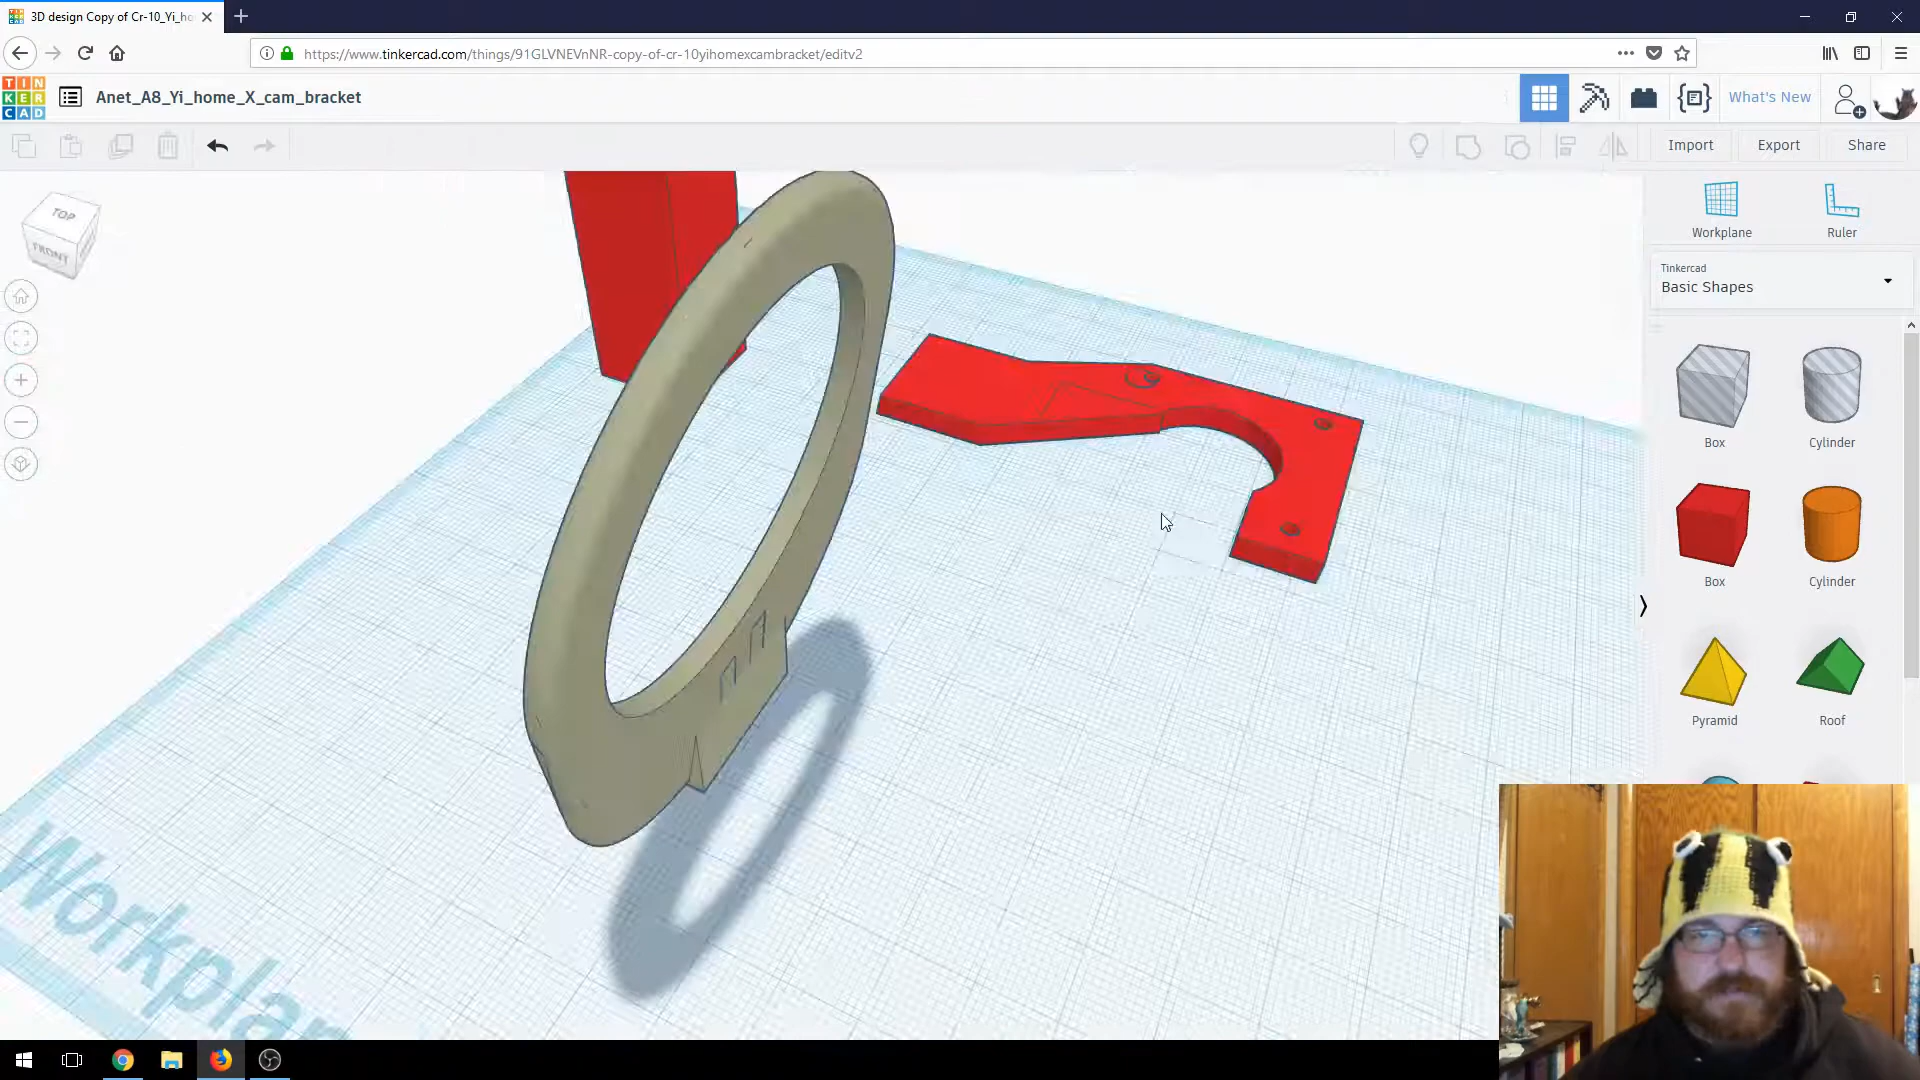 3D design Copy of Cr-10_Yi_ho
https://www.tinkercad.com/things/91GLVNEVnNR-copy-of-cr-10yihomexcambracket/editv2
TIN
KER
CAD
Anet_A8_Yi_home_X_cam_bracket
What's New
Import
Export
Share
TOP
FRONT
Workplane
Ruler
Tinkercad
Basic Shapes
Box
Cylinder
Box
Cylinder
Pyramid
Roof
Workplan